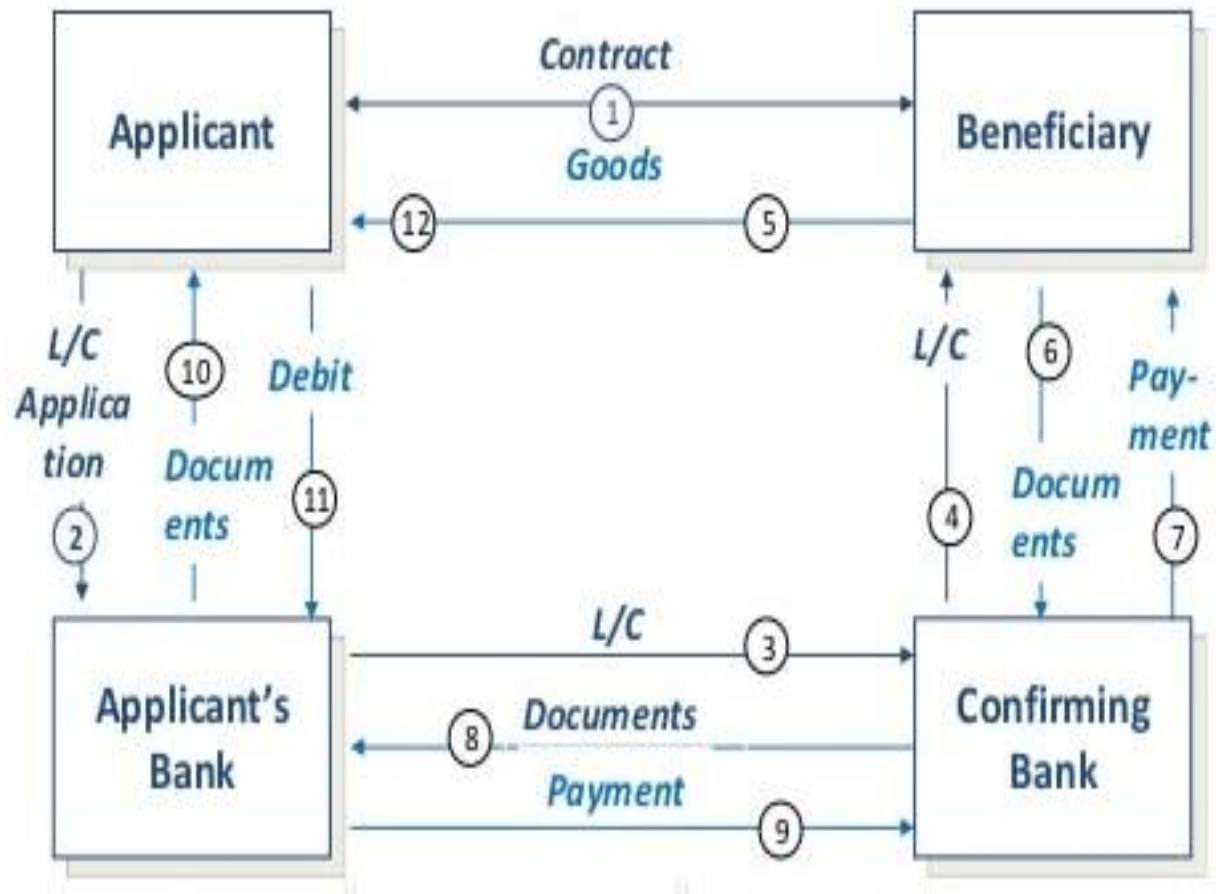 Contract
1
Applicant
Beneficiary
Goods
12
5
L/C
Applica
tion
2
10
Docum
ents
Debit
11
L/C
4
6
Docum
ents
Pay-
ment
7
L/C
3
Applicant's
Bank
Documents
8
Payment
9
Confirming
Bank